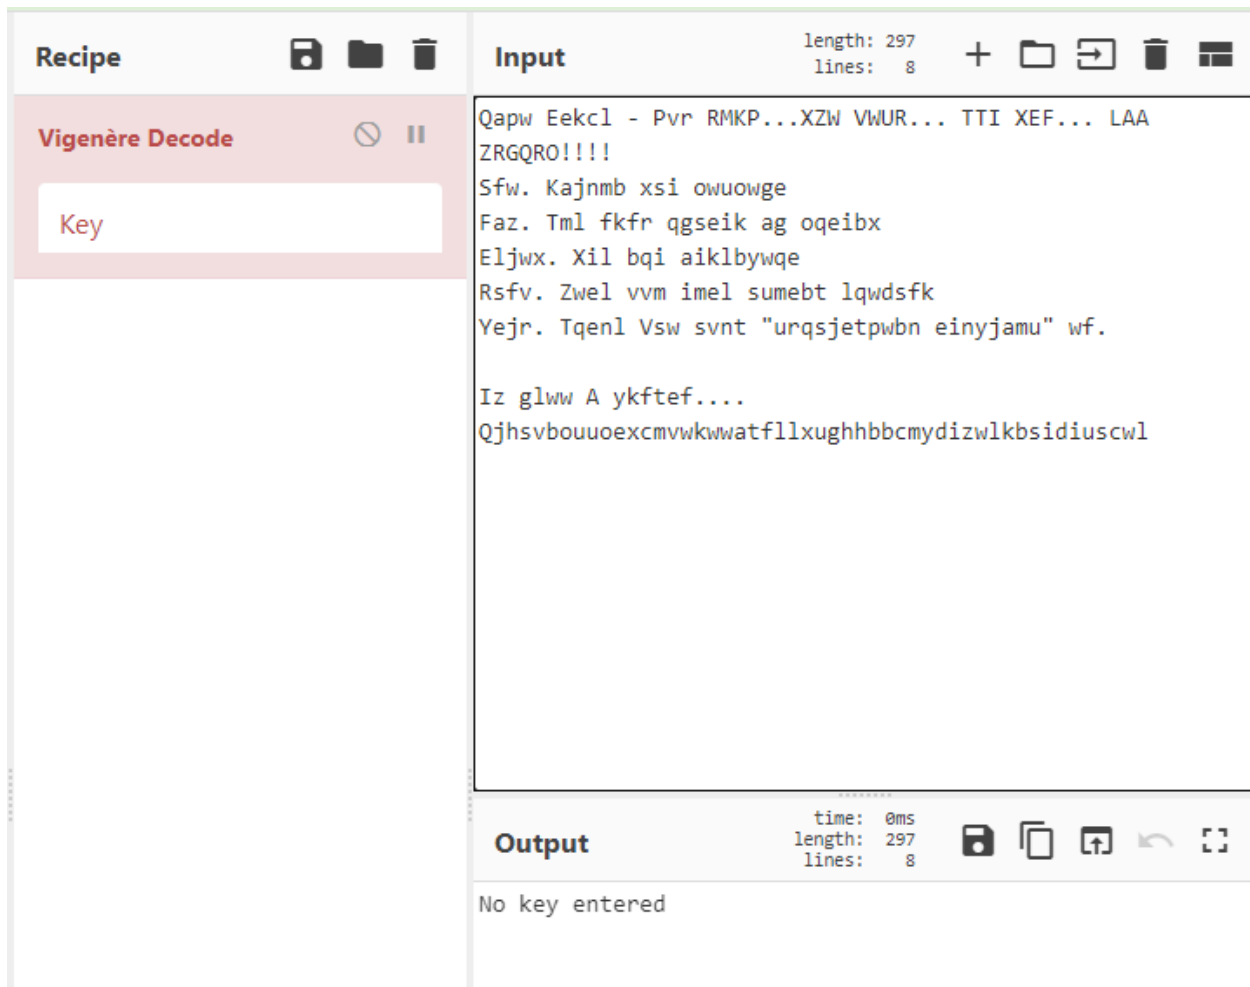 Recipe
Input
length: 297
lines: 8
Vigenère Decode
Key
Qapw Eekcl - Pvr RMKP...XZW VWUR... TTI XEF... LAA
ZRGQRO!!!!
Sfw. Kajnmb xsi owuowge
Faz. Tml fkfr qgseik ag oqeibx
Eljwx. Xil bqi aiklbywqe
Rsfv. Zwel vvm imel sumebt lqwdsfk
Yejr. Tqenl Vsw svnt "urqsjetpwbn einyjamu" wf.
Iz glww A ykftef....
Qjhsvbouuoexcmvwkwwatfllxughhbbcmydizwlkbsidiuscwl
Output
time: 0ms
length: 297
lines: 8
No key entered